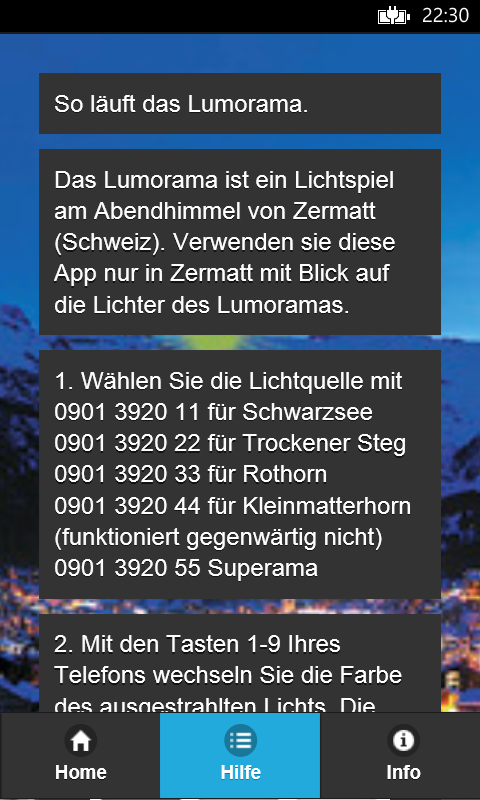 22:30
So läuft das Lumorama.
Das Lumorama ist ein Lichtspiel
am Abendhimmel von Zermatt
(Schweiz). Verwenden sie diese
App nur in Zermatt mit Blick auf
die Lichter des Lumoramas.
1. Wählen Sie die Lichtquelle mit
0901 3920 11 für Schwarzsee
0901 3920 22 für Trockener Steg
0901 3920 33 für Rothorn
0901 3920 44 für Kleinmatterhorn
(funktioniert gegenwärtig nicht)
0901 3920 55 Superama
2. Mit den Tasten 1-9 Ihres
Telefons wechseln Sie die Farbe
des ausgestrahlten Lichts. Die
Home
Hilfe
Info